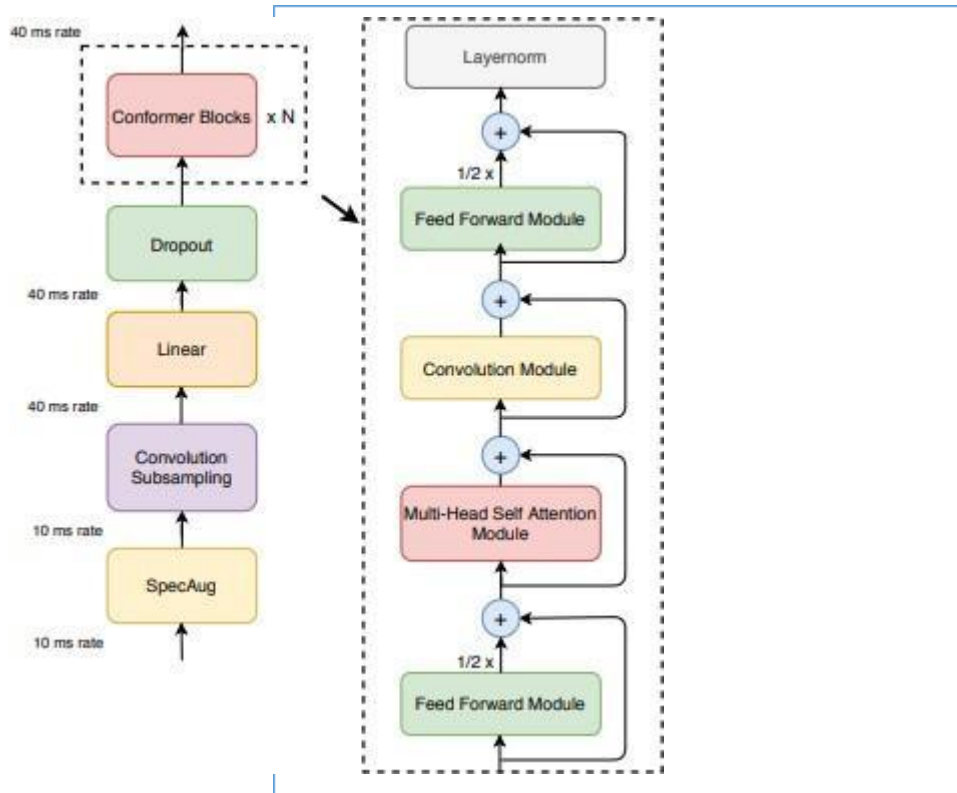 40 ms rate
Conformer Blocks x N
Dropout
40 ms rate
Linear
40 ms rate
Convolution
Subsampling
10 ms rate
SpecAug
10 ms rate
Layernorm
+
1/2 x
Feed Forward Module
+
Convolution Module
+
Multi-Head Self Attention
Module
+
1/2 x
Feed Forward Module